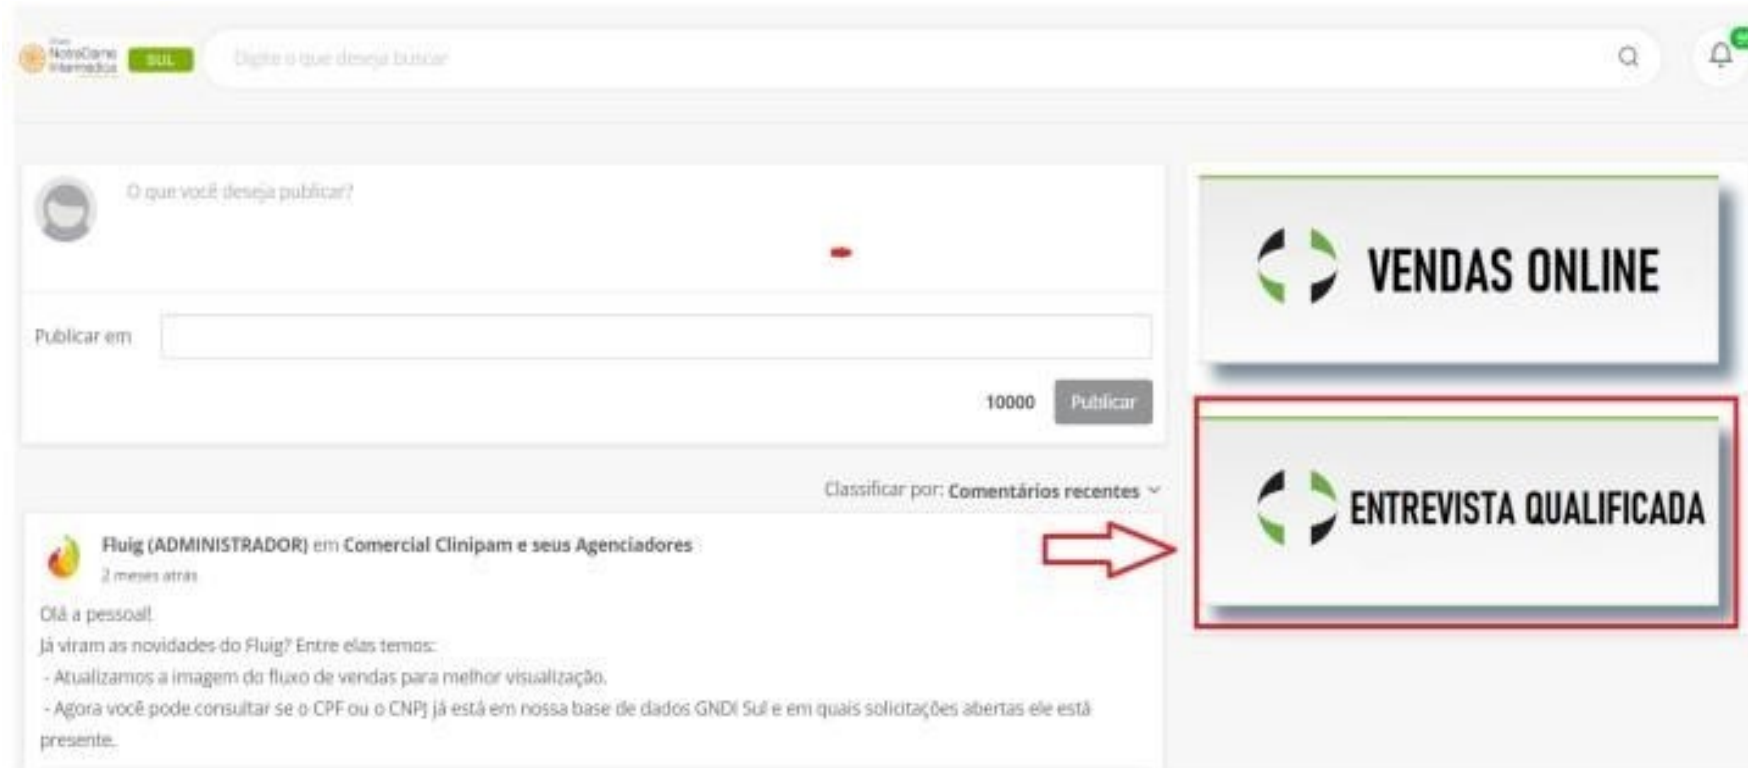 NotreDame
Intermédica
SUL
Digite o que deseja buscar
O que você deseja publicar?
Publicar em
10000
Publicar
Classificar por: Comentários recentes
Fluig (ADMINISTRADOR) em Comercial Clinipam e seus Agenciadores
2 meses atrás
Olá a pessoal!
Já viram as novidades do Fluig? Entre elas temos:
- Atualizamos a imagem do fluxo de vendas para melhor visualização.
- Agora você pode consultar se o CPF ou o CNPJ já está em nossa base de dados GNDI Sul e em quais solicitações abertas ele está
presente.
VENDAS ONLINE
ENTREVISTA QUALIFICADA